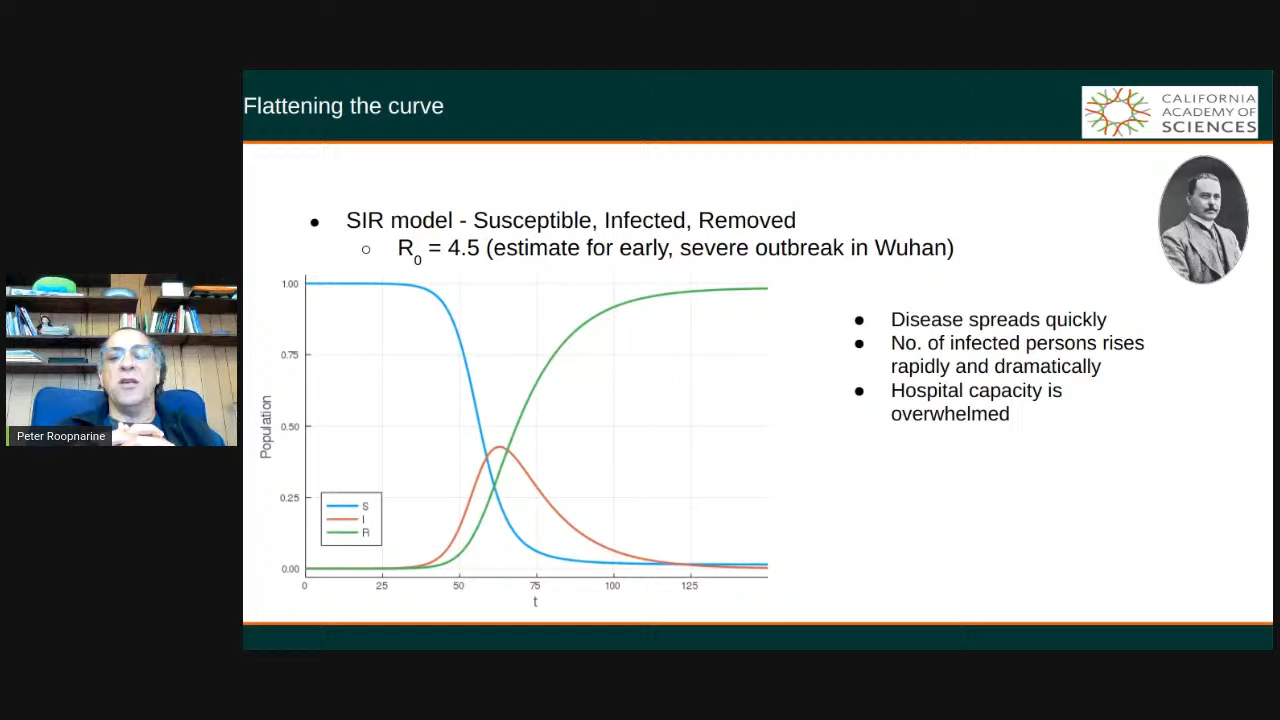 Flattening the curve
CALIFORNIA
ACADEMY OF
SCIENCES
● SIR model - Susceptible, Infected, Removed
○ R0 = 4.5 (estimate for early, severe outbreak in Wuhan)
● Disease spreads quickly
● No. of infected persons rises
rapidly and dramatically
● Hospital capacity is
overwhelmed
Population
1.00
0.75
0.50
0.25
0.00
S
I
R
0 25 50 75 100 125
t
Peter Roopnarine